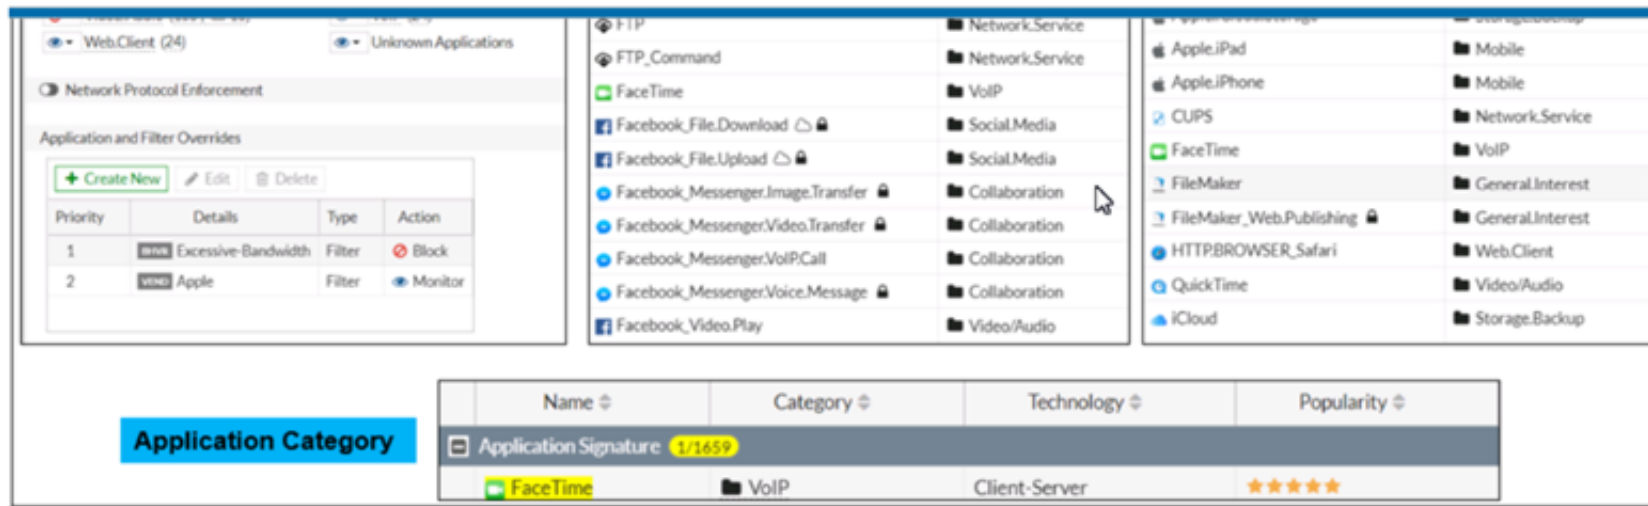 Web.Client (24)
Unknown Applications
Network Protocol Enforcement
Application and Filter Overrides
+ Create New Edit Delete
Priority Details Type Action
1 Excessive-Bandwidth Filter Block
2 VEND Apple Filter Monitor
FTP Network.Service
FTP_Command Network.Service
FaceTime VoIP
Facebook_File.Download Social.Media
Facebook_File.Upload Social.Media
Facebook_Messenger.Image.Transfer Collaboration
Facebook_Messenger.Video.Transfer Collaboration
Facebook_Messenger.VoIP.Call Collaboration
Facebook_Messenger.Voice.Message Collaboration
Facebook_Video.Play Video/Audio
Apple.iPad Mobile
Apple.iPhone Mobile
CUPS Network.Service
FaceTime VoIP
FileMaker General.Interest
FileMaker_Web.Publishing General.Interest
HTTP.BROWSER_Safari Web.Client
QuickTime Video/Audio
iCloud Storage.Backup
Application Category
Name Category Technology Popularity
Application Signature 1/1659
FaceTime VoIP Client-Server